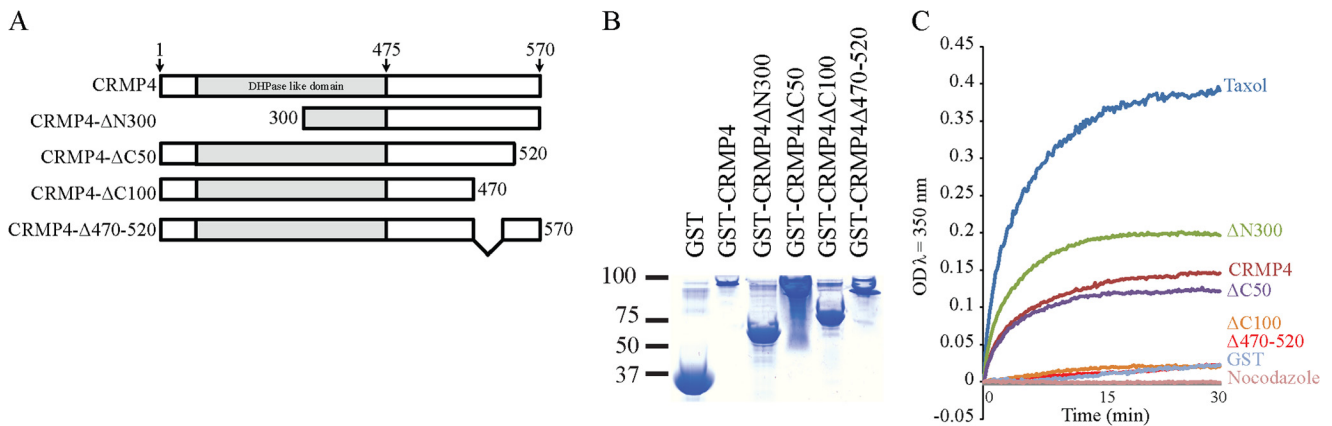 A
1
475
570
CRMP4
DHPase like domain
CRMP4-ΔN300
300
CRMP4-ΔC50
520
CRMP4-ΔC100
470
CRMP4-Δ470-520
570
B
GST
GST-CRMP4
GST-CRMP4ΔN300
GST-CRMP4ΔC50
GST-CRMP4ΔC100
GST-CRMP4Δ470-520
100
75
50
37
C
OD λ = 350 nm
0.45
0.4
0.35
0.3
0.25
0.2
0.15
0.1
0.05
0
-0.05
0
15
30
Time (min)
Taxol
ΔN300
CRMP4
ΔC50
ΔC100
Δ470-520
GST
Nocodazole